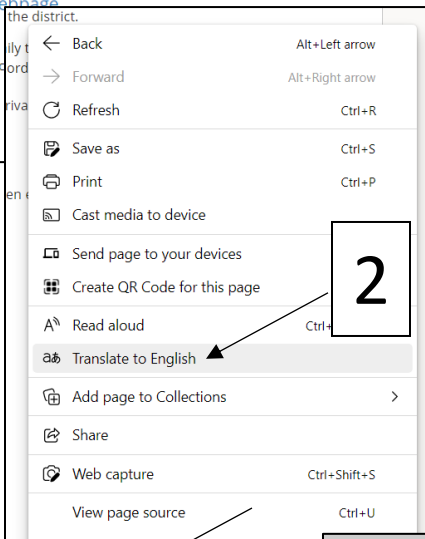 the district.
Back Alt+Left arrow
Forward Alt+Right arrow
Refresh Ctrl+R
Save as Ctrl+S
Print Ctrl+P
Cast media to device
Send page to your devices
Create QR Code for this page
2
Read aloud Ctrl+
Translate to English
Add page to Collections
Share
Web capture Ctrl+Shift+S
View page source Ctrl+U